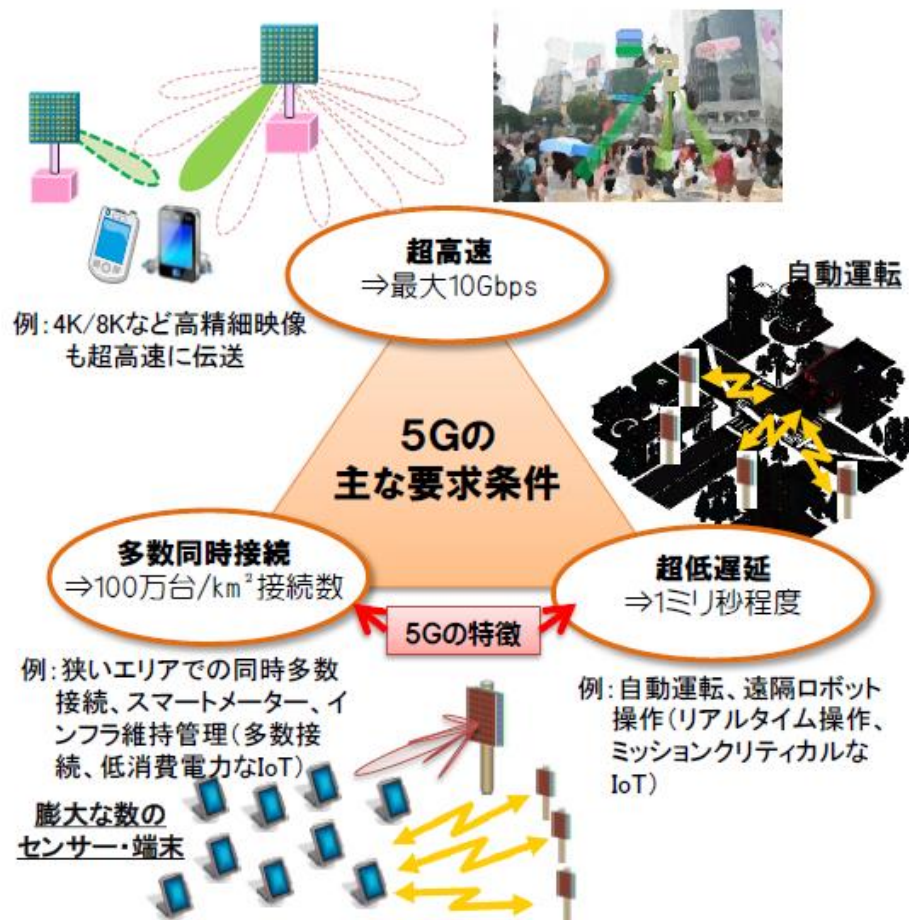 超高速
⇒最大10Gbps
自動運転
例：4K/8Kなど高精細映像
も超高速に伝送
5Gの
主な要求条件
多数同時接続
⇒100万台/km²接続数
超低遅延
⇒1ミリ秒程度
5Gの特徴
例：狭いエリアでの同時多数
接続、スマートメーター、イ
ンフラ維持管理（多数接
続、低消費電力なIoT）
例：自動運転、遠隔ロボット
操作（リアルタイム操作、
ミッションクリティカルな
IoT）
膨大な数の
センサー・端末